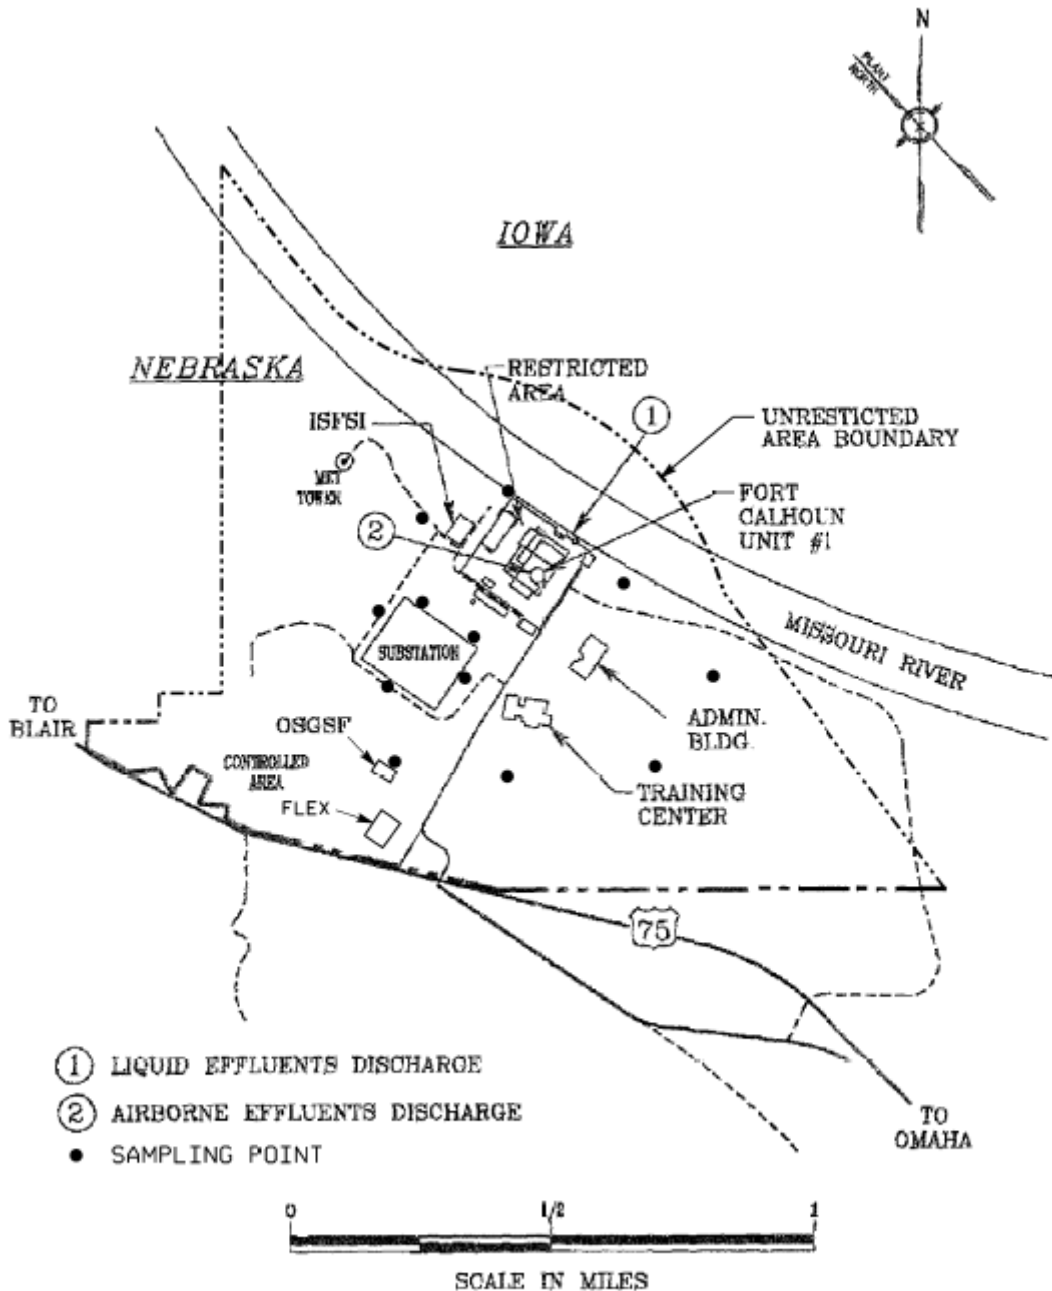 N
PLANT
NORTH
IOWA
NEBRASKA
RESTRICTED
AREA
ISFSI
1
UNRESTICTED
AREA BOUNDARY
MET
TOWER
2
FORT
CALHOUN
UNIT #1
MISSOURI RIVER
SUBSTATION
TO
BLAIR
OSGSF
ADMIN.
BLDG.
CONTROLLED
AREA
FLEX
TRAINING
CENTER
75
TO
OMAHA
1 LIQUID EFFLUENTS DISCHARGE
2 AIRBORNE EFFLUENTS DISCHARGE
• SAMPLING POINT
0 1/2 1
SCALE IN MILES